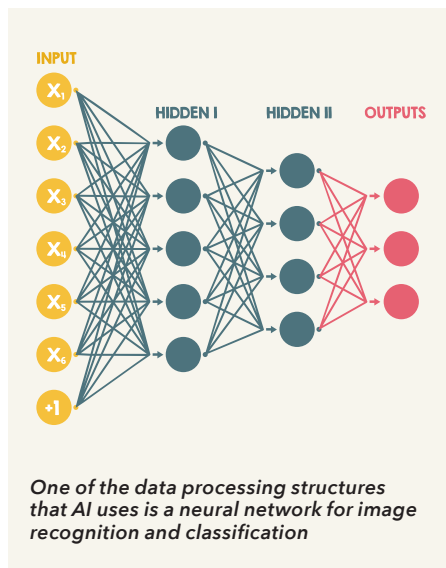 INPUT
X₁
HIDDEN I
HIDDEN II
OUTPUTS
X₂
X₃
X₄
X₅
X₆
+1
One of the data processing structures
that AI uses is a neural network for image
recognition and classification